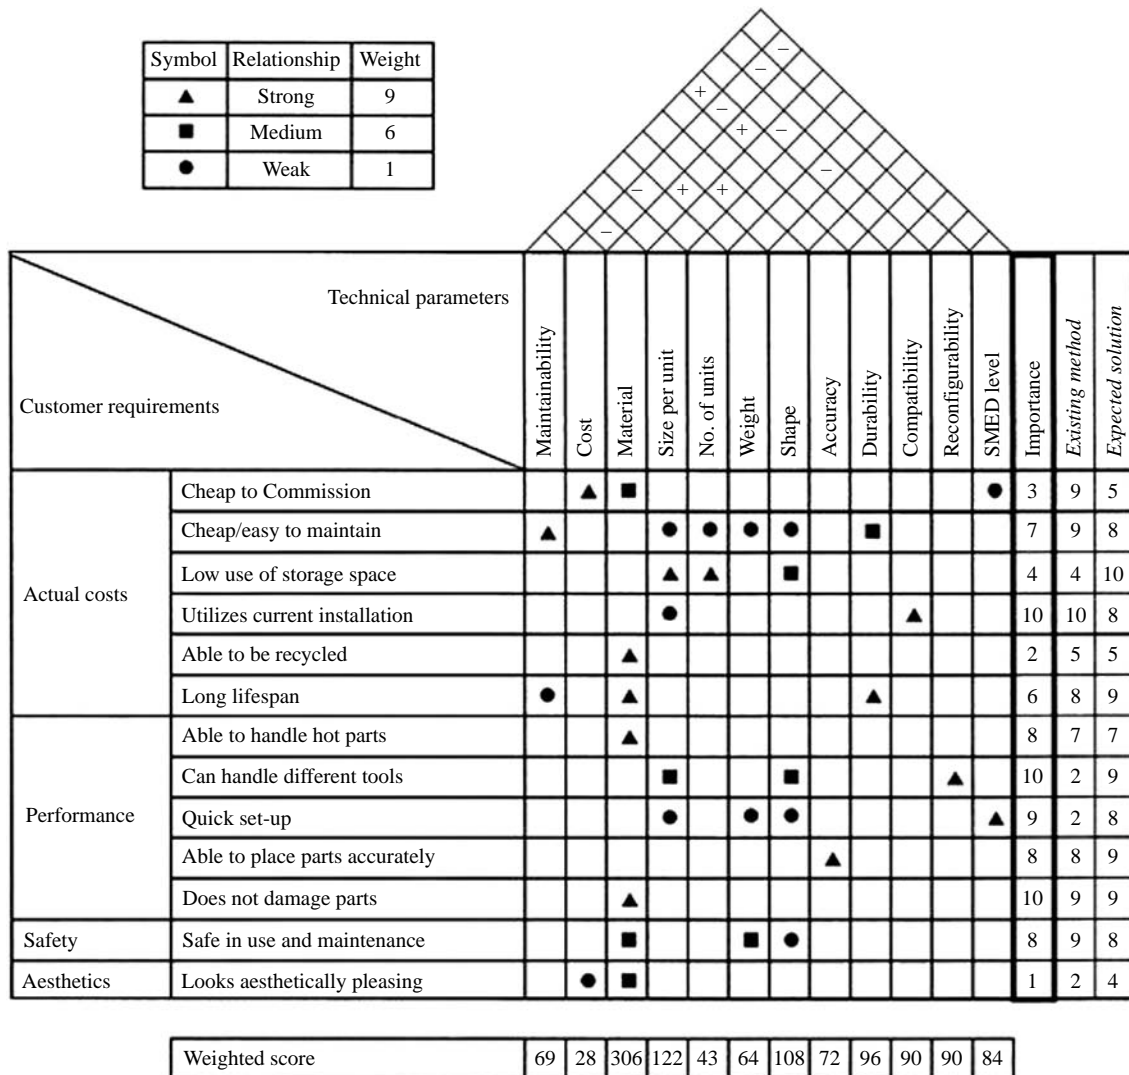 Symbol Relationship Weight
▲ Strong 9
■ Medium 6
● Weak 1
−
−
+
−
+ −
−
− + +
−
Technical parameters
Customer requirements
Maintainability
Cost
Material
Size per unit
No. of units
Weight
Shape
Accuracy
Durability
Compatibility
Reconfigurability
SMED level
Importance
Existing method
Expected solution
Actual costs
Cheap to Commission ▲ ■ ● 3 9 5
Cheap/easy to maintain ▲ ● ● ● ● ■ 7 9 8
Low use of storage space ▲ ▲ ■ 4 4 10
Utilizes current installation ● ▲ 10 10 8
Able to be recycled ▲ 2 5 5
Long lifespan ● ▲ ▲ 6 8 9
Performance
Able to handle hot parts ▲ 8 7 7
Can handle different tools ■ ■ ▲ 10 2 9
Quick set-up ● ● ● ▲ 9 2 8
Able to place parts accurately ▲ 8 8 9
Does not damage parts ▲ 10 9 9
Safety Safe in use and maintenance ■ ■ ● 8 9 8
Aesthetics Looks aesthetically pleasing ● ■ 1 2 4
Weighted score 69 28 306 122 43 64 108 72 96 90 90 84